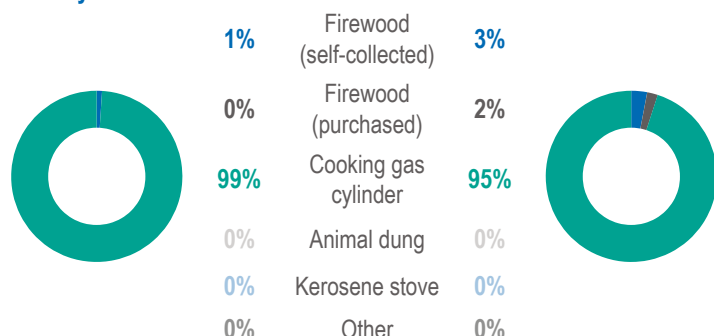 Firewood
1% (self-collected) 3%
Firewood
0% (purchased) 2%
Cooking gas
99% cylinder 95%
0% Animal dung 0%
0% Kerosene stove 0%
0% Other 0%